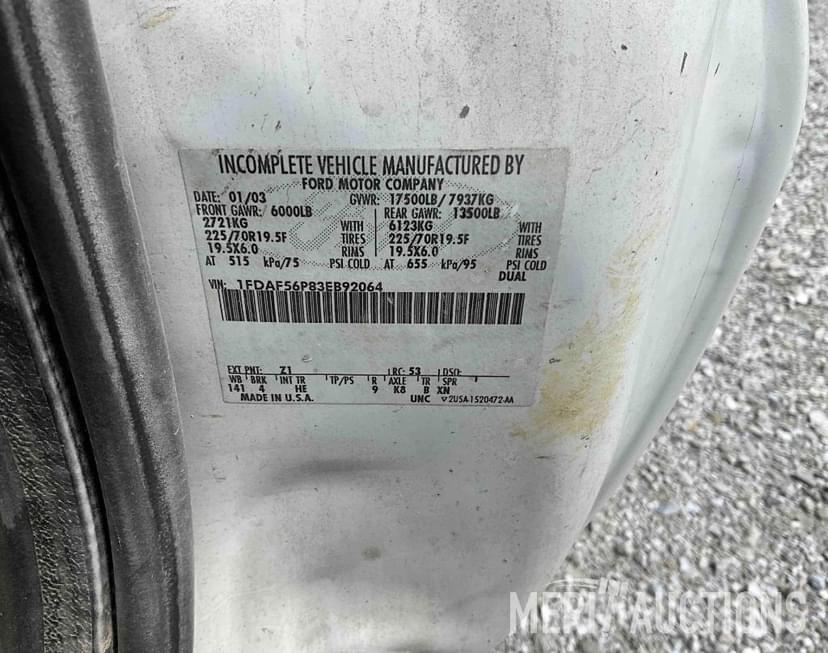 INCOMPLETE VEHICLE MANUFACTURED BY
FORD MOTOR COMPANY
DATE: 01/03 GVWR: 17500LB/ 7937KG
FRONT GAWR: 6000LB REAR GAWR: 13500LB
2721KG WITH 6123KG WITH
225/70R19.5F TIRES 225/70R19.5F TIRES
19.5X6.0 RIMS 19.5X6.0 RIMS
AT 515 kPa/75 PSI COLD AT 655 kPa/95 PSI COLD
DUAL
VIN: 1FDAF56P83EB92064
EXT PNT: Z1 RC: 53 DSO:
WB BRK INT TR TP/PS R AXLE TR SPR
141 4 HE 9 K8 B XN
MADE IN U.S.A. UNC 2U5A-1520472-AA
MERIT AUCTIONS